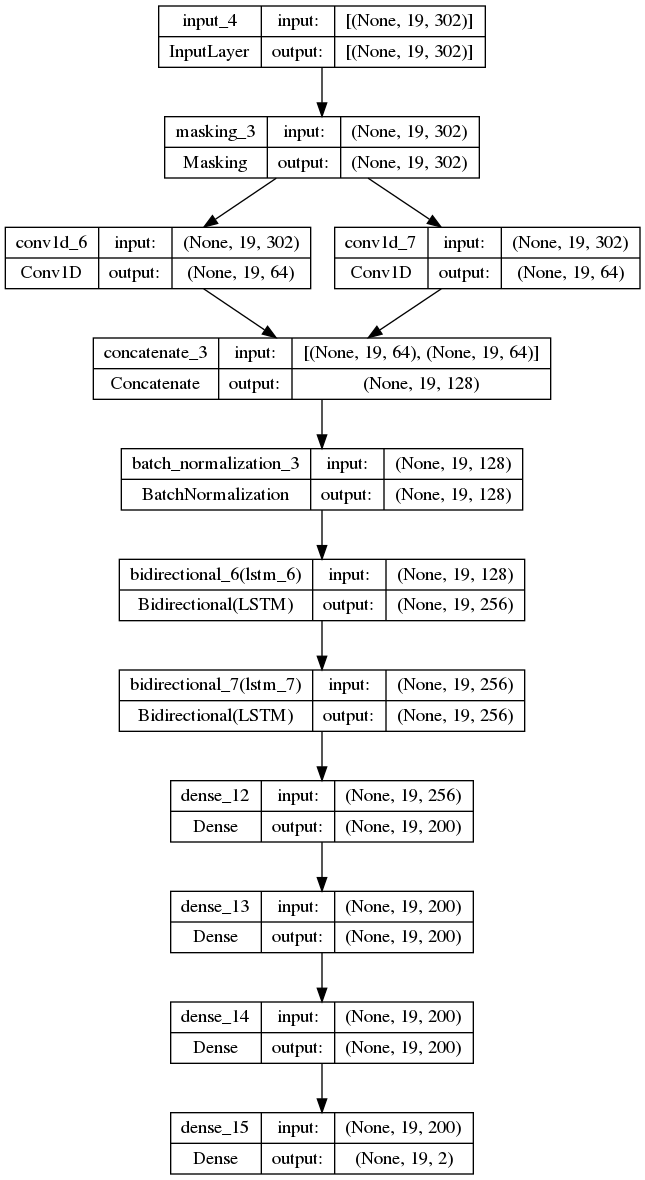 input_4 input: [(None, 19, 302)]
InputLayer output: [(None, 19, 302)]
masking_3 input: (None, 19, 302)
Masking output: (None, 19, 302)
conv1d_6 input: (None, 19, 302)
Conv1D output: (None, 19, 64)
conv1d_7 input: (None, 19, 302)
Conv1D output: (None, 19, 64)
concatenate_3 input: [(None, 19, 64), (None, 19, 64)]
Concatenate output: (None, 19, 128)
batch_normalization_3 input: (None, 19, 128)
BatchNormalization output: (None, 19, 128)
bidirectional_6(lstm_6) input: (None, 19, 128)
Bidirectional(LSTM) output: (None, 19, 256)
bidirectional_7(lstm_7) input: (None, 19, 256)
Bidirectional(LSTM) output: (None, 19, 256)
dense_12 input: (None, 19, 256)
Dense output: (None, 19, 200)
dense_13 input: (None, 19, 200)
Dense output: (None, 19, 200)
dense_14 input: (None, 19, 200)
Dense output: (None, 19, 200)
dense_15 input: (None, 19, 200)
Dense output: (None, 19, 2)